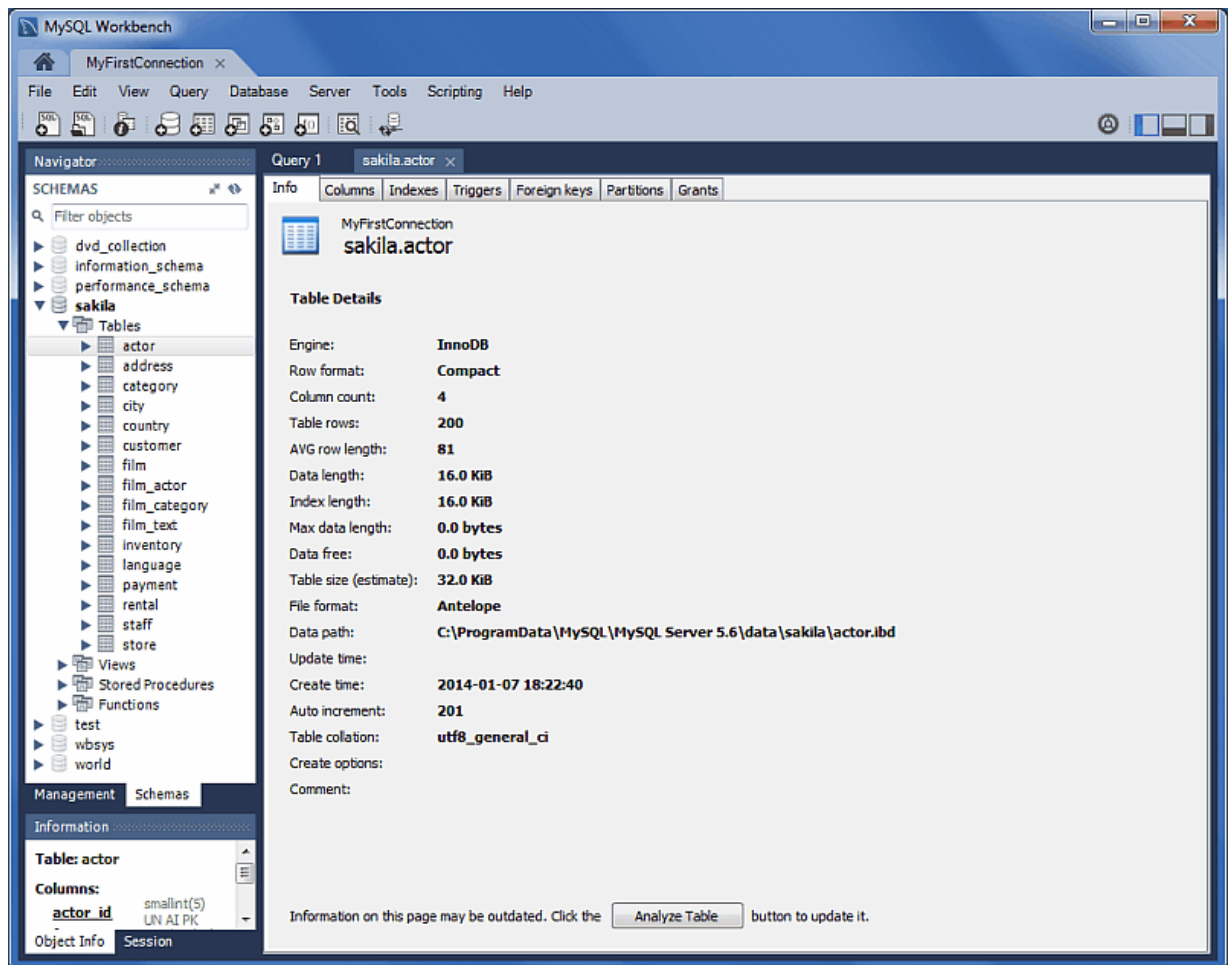 MySQL Workbench
MyFirstConnection
File Edit View Query Database Server Tools Scripting Help
Navigator
SCHEMAS
Filter objects
dvd_collection
information_schema
performance_schema
sakila
Tables
actor
address
category
city
country
customer
film
film_actor
film_category
film_text
inventory
language
payment
rental
staff
store
Views
Stored Procedures
Functions
test
wbsys
world
Management Schemas
Information
Table: actor
Columns:
actor_id smallint(5)
UN AI PK
Object Info Session
Query 1 sakila.actor
Info Columns Indexes Triggers Foreign keys Partitions Grants
MyFirstConnection
sakila.actor
Table Details
Engine: InnoDB
Row format: Compact
Column count: 4
Table rows: 200
AVG row length: 81
Data length: 16.0 KiB
Index length: 16.0 KiB
Max data length: 0.0 bytes
Data free: 0.0 bytes
Table size (estimate): 32.0 KiB
File format: Antelope
Data path: C:\ProgramData\MySQL\MySQL Server 5.6\data\sakila\actor.ibd
Update time:
Create time: 2014-01-07 18:22:40
Auto increment: 201
Table collation: utf8_general_ci
Create options:
Comment:
Information on this page may be outdated. Click the Analyze Table button to update it.